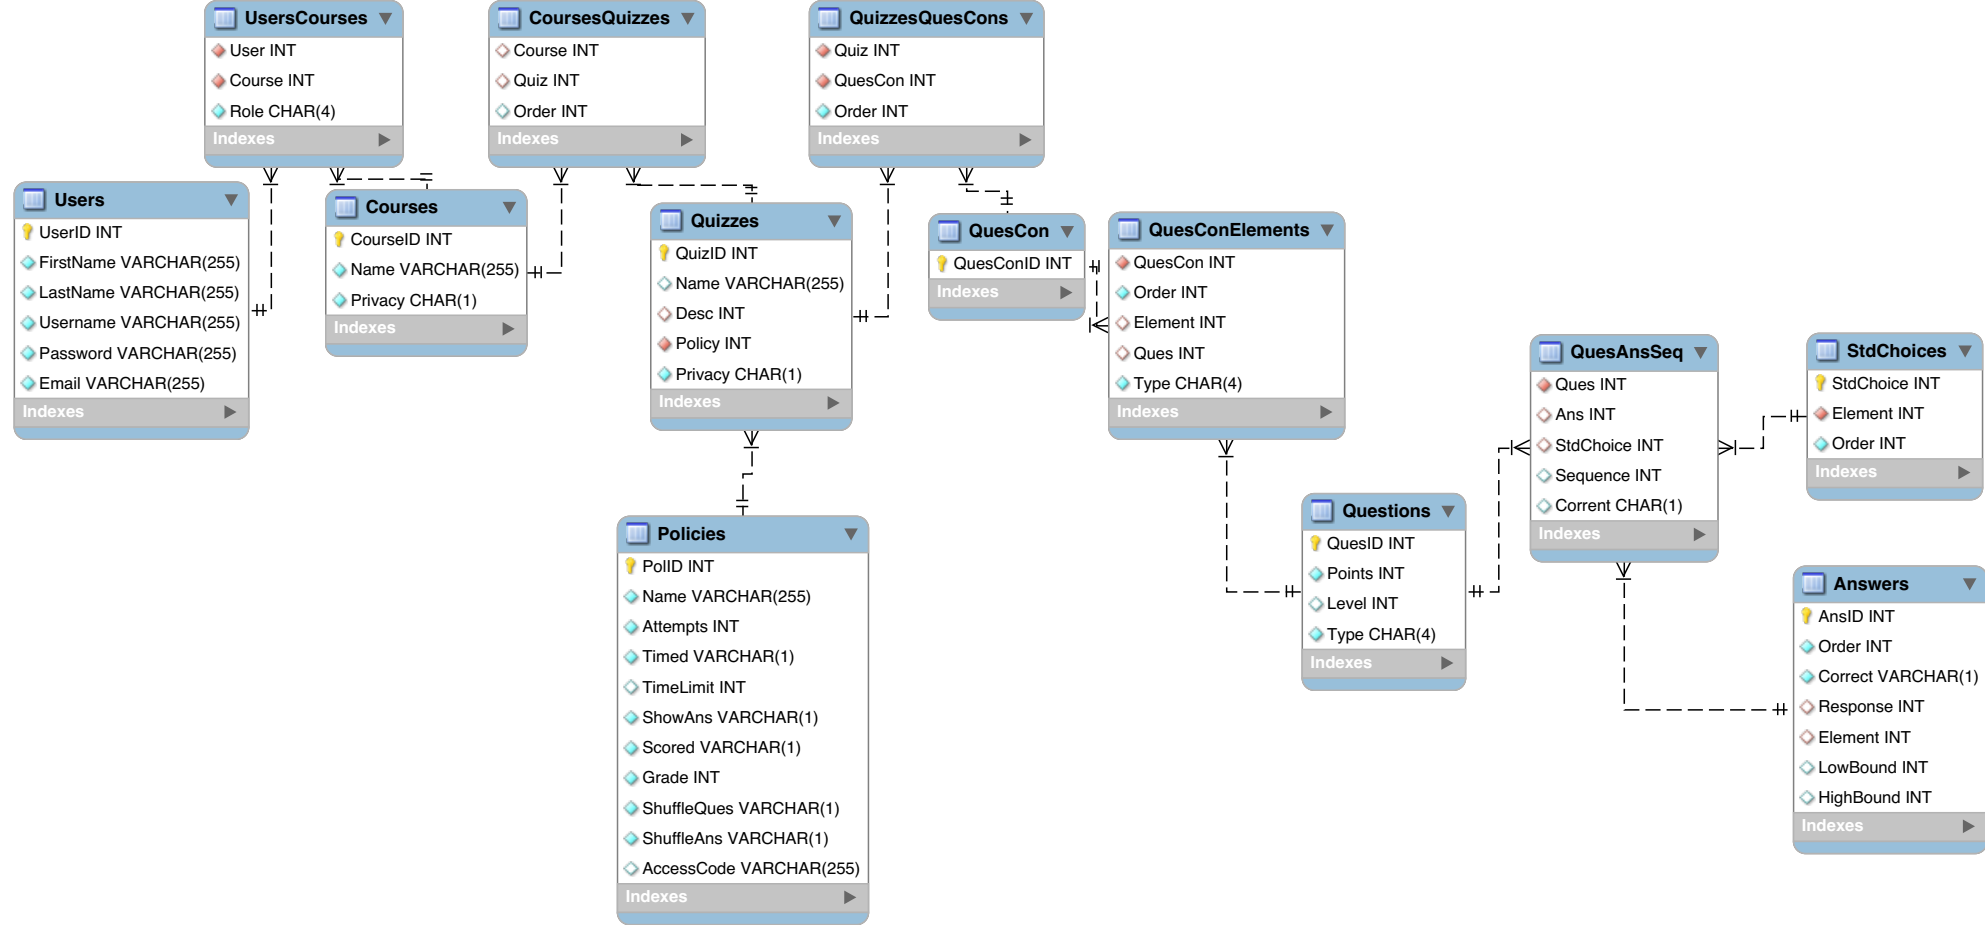 UsersCourses
User INT
Course INT
Role CHAR(4)
Indexes
CoursesQuizzes
Course INT
Quiz INT
Order INT
Indexes
QuizzesQuesCons
Quiz INT
QuesCon INT
Order INT
Indexes
Users
UserID INT
FirstName VARCHAR(255)
LastName VARCHAR(255)
Username VARCHAR(255)
Password VARCHAR(255)
Email VARCHAR(255)
Indexes
Courses
CourseID INT
Name VARCHAR(255)
Privacy CHAR(1)
Indexes
Quizzes
QuizID INT
Name VARCHAR(255)
Desc INT
Policy INT
Privacy CHAR(1)
Indexes
QuesCon
QuesConID INT
Indexes
QuesConElements
QuesCon INT
Order INT
Element INT
Ques INT
Type CHAR(4)
Indexes
QuesAnsSeq
Ques INT
Ans INT
StdChoice INT
Sequence INT
Corrent CHAR(1)
Indexes
StdChoices
StdChoice INT
Element INT
Order INT
Indexes
Policies
PolID INT
Name VARCHAR(255)
Attempts INT
Timed VARCHAR(1)
TimeLimit INT
ShowAns VARCHAR(1)
Scored VARCHAR(1)
Grade INT
ShuffleQues VARCHAR(1)
ShuffleAns VARCHAR(1)
AccessCode VARCHAR(255)
Indexes
Questions
QuesID INT
Points INT
Level INT
Type CHAR(4)
Indexes
Answers
AnsID INT
Order INT
Correct VARCHAR(1)
Response INT
Element INT
LowBound INT
HighBound INT
Indexes